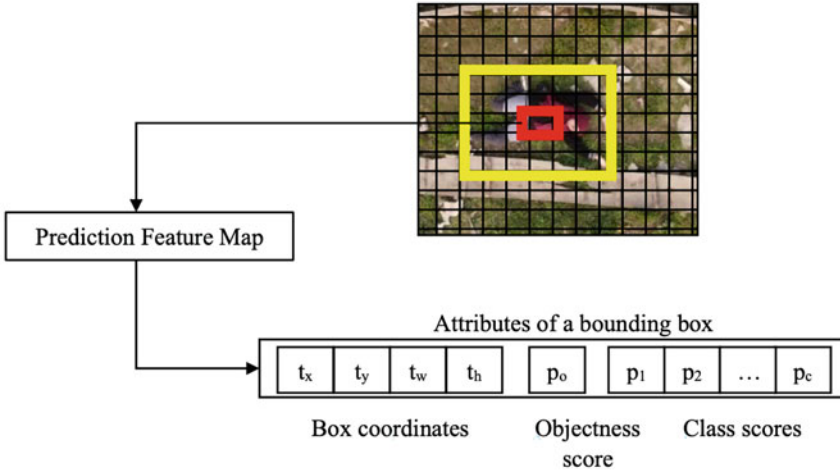 Prediction Feature Map
Attributes of a bounding box
tx ty tw th po p1 p2 … pc
Box coordinates Objectness score Class scores